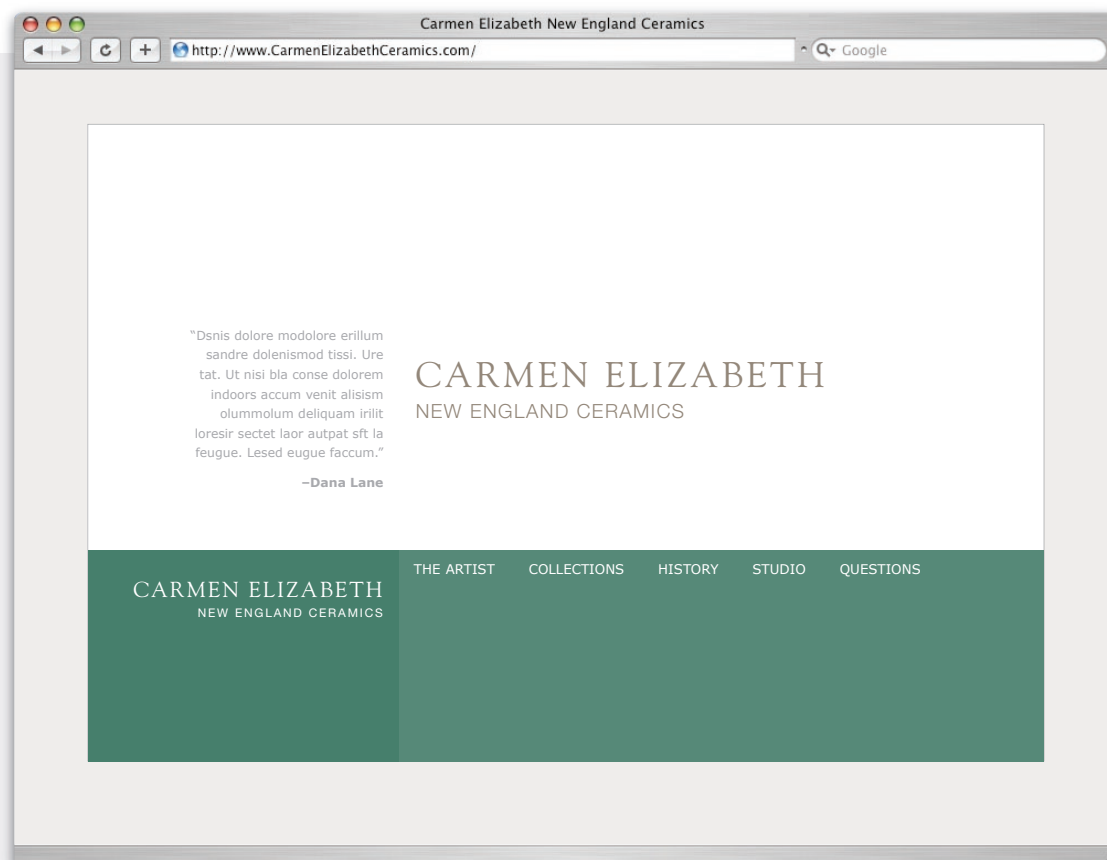 Carmen Elizabeth New England Ceramics
http://www.CarmenElizabethCeramics.com/
Google
“Dsnis dolore modolore erillum
sandre dolenismod tissi. Ure
tat. Ut nisi bla conse dolorem
indoors accum venit alisism
olummolum deliquam irilit
loresir sectet laor autpat sft la
feugue. Lesed eugue faccum.”
–Dana Lane
CARMEN ELIZABETH
NEW ENGLAND CERAMICS
CARMEN ELIZABETH
NEW ENGLAND CERAMICS
THE ARTIST COLLECTIONS HISTORY STUDIO QUESTIONS